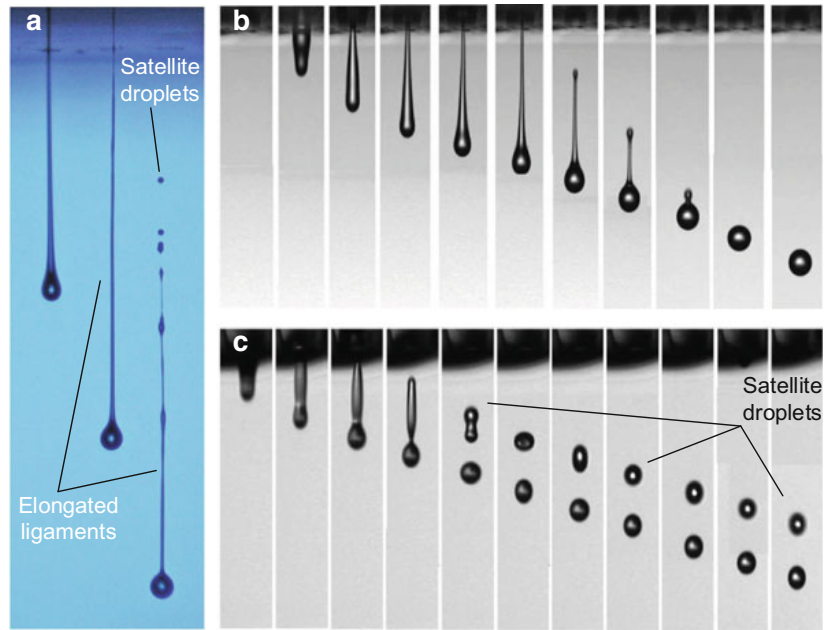 a
Satellite
droplets
Elongated
ligaments
b
c
Satellite
droplets